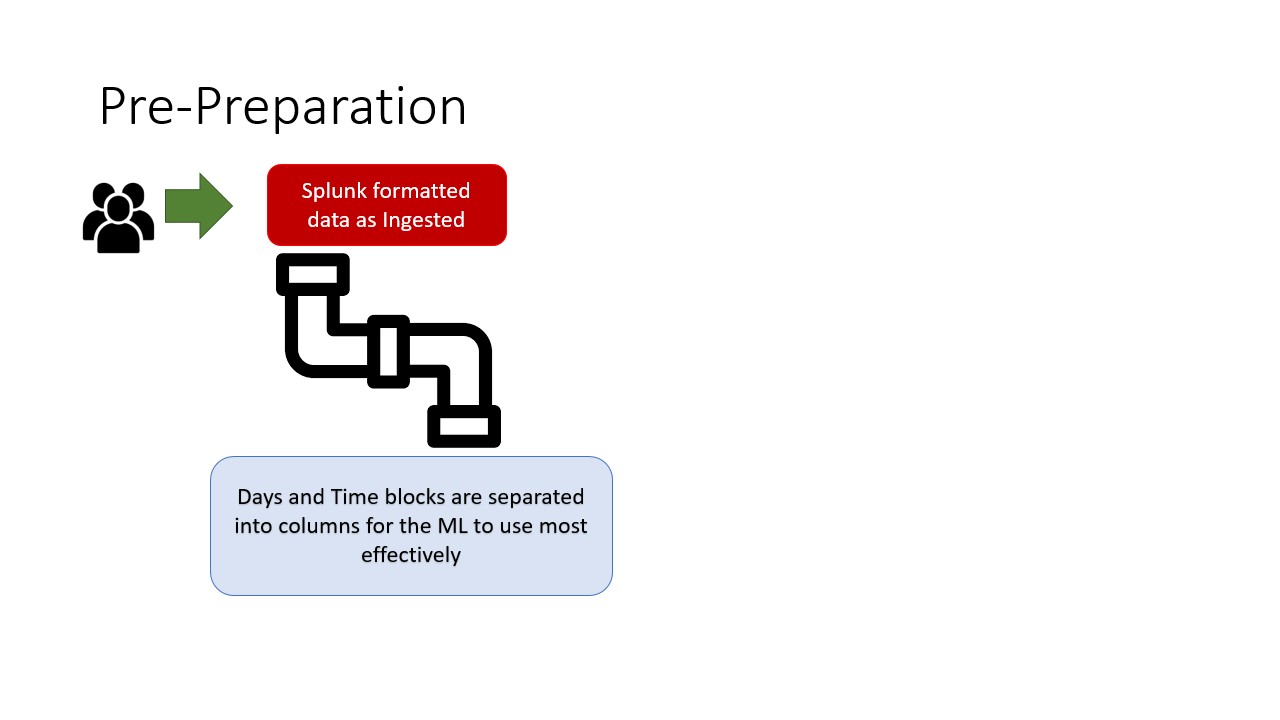 Pre-Preparation
Splunk formatted
data as Ingested
Days and Time blocks are separated
into columns for the ML to use most
effectively